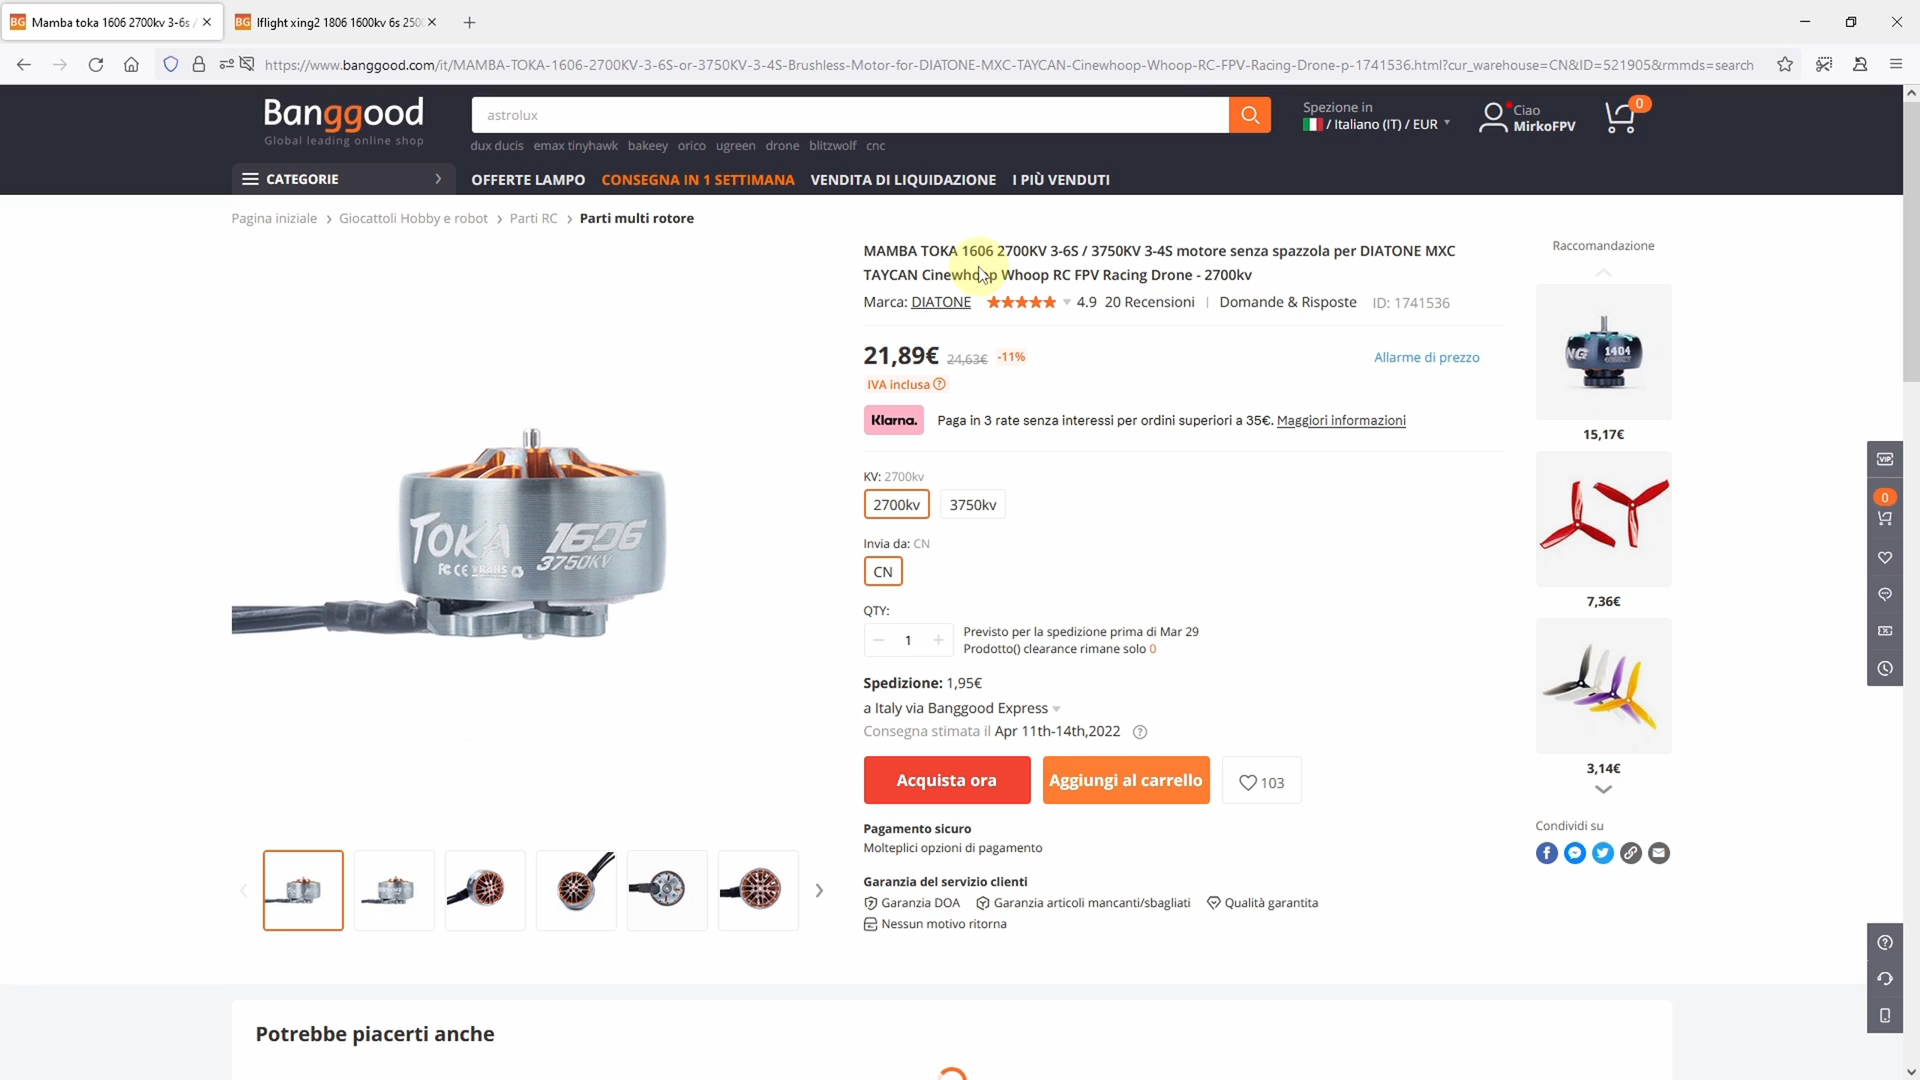 Mamba toka 1606 2700kv 3-6s /
Iflight xing2 1806 1600kv 6s 250
https://www.banggood.com/it/MAMBA-TOKA-1606-2700KV-3-6S-or-3750KV-3-4S-Brushless-Motor-for-DIATONE-MXC-TAYCAN-Cinewhoop-Whoop-RC-FPV-Racing-Drone-p-1741536.html?cur_warehouse=CN&ID=521905&rmmds=search
Banggood
Global leading online shop
astrolux
dux ducis emax tinyhawk bakeey orico ugreen drone blitzwolf cnc
Spezione in
/ Italiano (IT) / EUR
Ciao
MirkoFPV
0
CATEGORIE
OFFERTE LAMPO CONSEGNA IN 1 SETTIMANA VENDITA DI LIQUIDAZIONE I PIÙ VENDUTI
Pagina iniziale > Giocattoli Hobby e robot > Parti RC > Parti multi rotore
MAMBA TOKA 1606 2700KV 3-6S / 3750KV 3-4S motore senza spazzola per DIATONE MXC
TAYCAN Cinewhoop Whoop RC FPV Racing Drone - 2700kv
Marca: DIATONE 4.9 20 Recensioni | Domande & Risposte ID: 1741536
21,89€ 24,63€ -11%
Allarme di prezzo
IVA inclusa ?
Klarna. Paga in 3 rate senza interessi per ordini superiori a 35€. Maggiori informazioni
KV: 2700kv
2700kv 3750kv
Invia da: CN
CN
QTY:
− 1 +
Previsto per la spedizione prima di Mar 29
Prodotto() clearance rimane solo 0
Spedizione: 1,95€
a Italy via Banggood Express
Consegna stimata il Apr 11th-14th,2022 ?
Acquista ora
Aggiungi al carrello
103
Pagamento sicuro
Molteplici opzioni di pagamento
Garanzia del servizio clienti
Garanzia DOA Garanzia articoli mancanti/sbagliati Qualità garantita
Nessun motivo ritorna
TOKA 1606
3750KV
FC CE RoHS
Raccomandazione
NG 1404
15,17€
7,36€
3,14€
Condividi su
VIP
0
Potrebbe piacerti anche